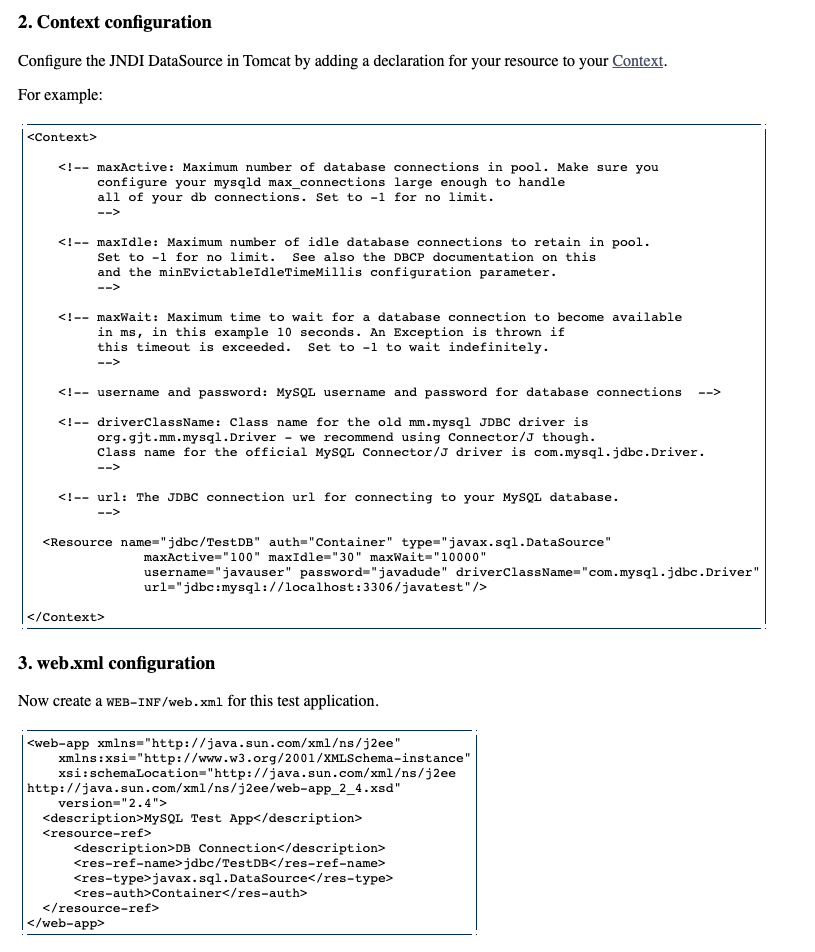 2. Context configuration
Configure the JNDI DataSource in Tomcat by adding a declaration for your resource to your Context.
For example:
<Context>
<!-- maxActive: Maximum number of database connections in pool. Make sure you
configure your mysqld max_connections large enough to handle
all of your db connections. Set to -1 for no limit.
-->
<!-- maxIdle: Maximum number of idle database connections to retain in pool.
Set to -1 for no limit.  See also the DBCP documentation on this
and the minEvictableIdleTimeMillis configuration parameter.
-->
<!-- maxWait: Maximum time to wait for a database connection to become available
in ms, in this example 10 seconds. An Exception is thrown if
this timeout is exceeded.  Set to -1 to wait indefinitely.
-->
<!-- username and password: MySQL username and password for database connections  -->
<!-- driverClassName: Class name for the old mm.mysql JDBC driver is
org.gjt.mm.mysql.Driver - we recommend using Connector/J though.
Class name for the official MySQL Connector/J driver is com.mysql.jdbc.Driver.
-->
<!-- url: The JDBC connection url for connecting to your MySQL database.
-->
<Resource name="jdbc/TestDB" auth="Container" type="javax.sql.DataSource"
maxActive="100" maxIdle="30" maxWait="10000"
username="javauser" password="javadude" driverClassName="com.mysql.jdbc.Driver"
url="jdbc:mysql://localhost:3306/javatest"/>
</Context>
3. web.xml configuration
Now create a WEB-INF/web.xml for this test application.
<web-app xmlns="http://java.sun.com/xml/ns/j2ee"
xmlns:xsi="http://www.w3.org/2001/XMLSchema-instance"
xsi:schemaLocation="http://java.sun.com/xml/ns/j2ee
http://java.sun.com/xml/ns/j2ee/web-app_2_4.xsd"
version="2.4">
<description>MySQL Test App</description>
<resource-ref>
<description>DB Connection</description>
<res-ref-name>jdbc/TestDB</res-ref-name>
<res-type>javax.sql.DataSource</res-type>
<res-auth>Container</res-auth>
</resource-ref>
</web-app>